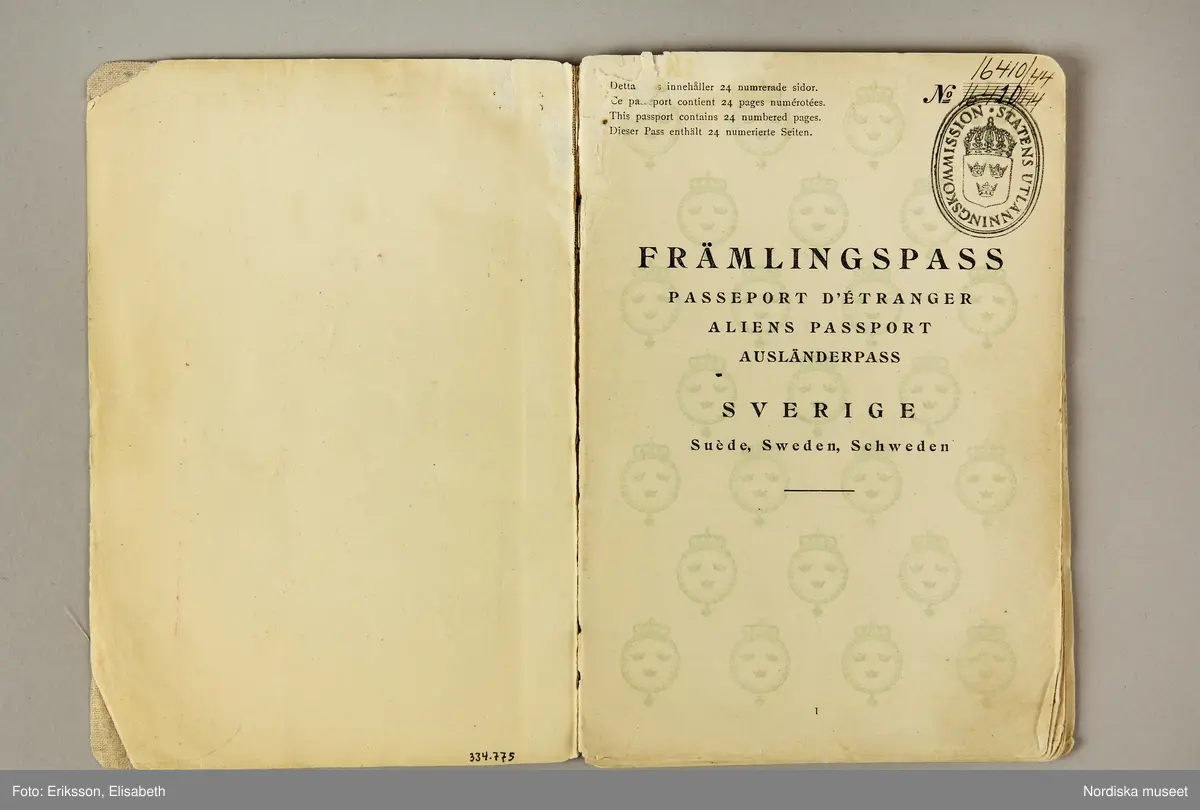 334.775
Detta innehåller 24 numrerade sidor.
Ce passeport contient 24 pages numérotées.
This passport contains 24 numbered pages.
Dieser Pass enthält 24 numerierte Seiten.
16410/44
№
STATENS UTLÄNNINGSKOMMISSION
FRÄMLINGSPASS
PASSEPORT D'ÉTRANGER
ALIENS PASSPORT
AUSLÄNDERPASS
SVERIGE
Suède, Sweden, Schweden
1
Foto: Eriksson, Elisabeth
Nordiska museet